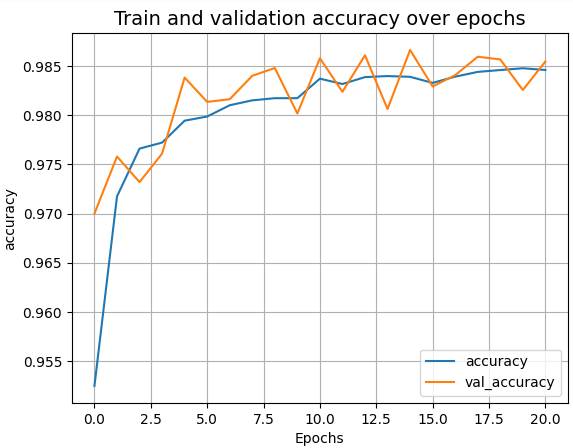 Train and validation accuracy over epochs
accuracy
0.985
0.980
0.975
0.970
0.965
0.960
0.955
0.0 2.5 5.0 7.5 10.0 12.5 15.0 17.5 20.0
Epochs
accuracy
val_accuracy